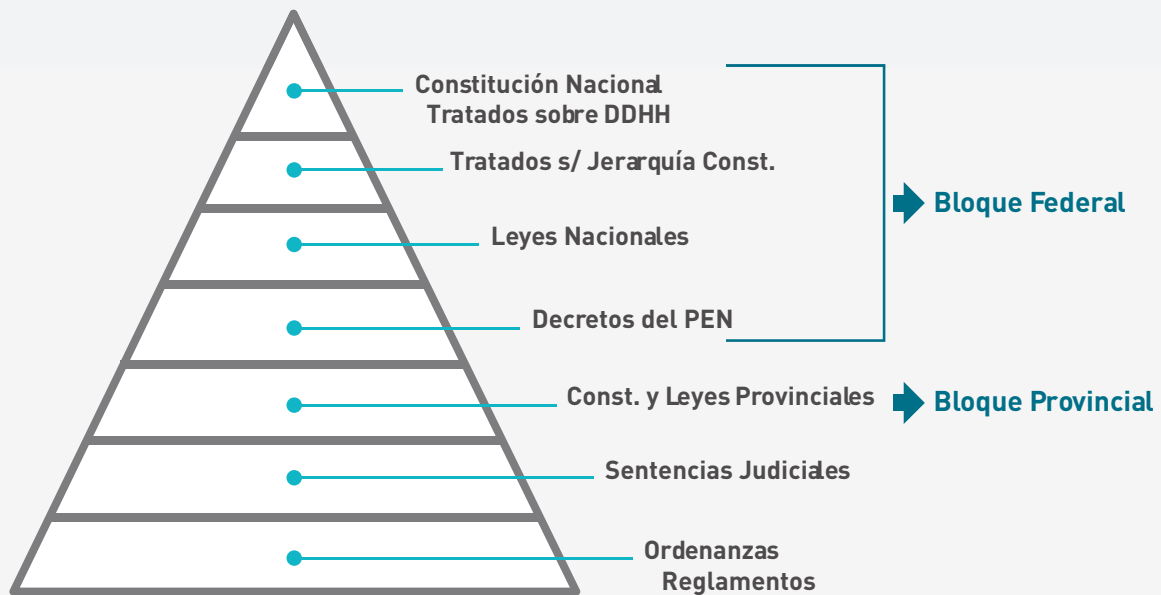 Constitución Nacional
Tratados sobre DDHH
Tratados s/ Jerarquía Const.
Bloque Federal
Leyes Nacionales
Decretos del PEN
Const. y Leyes Provinciales
Bloque Provincial
Sentencias Judiciales
Ordenanzas
Reglamentos